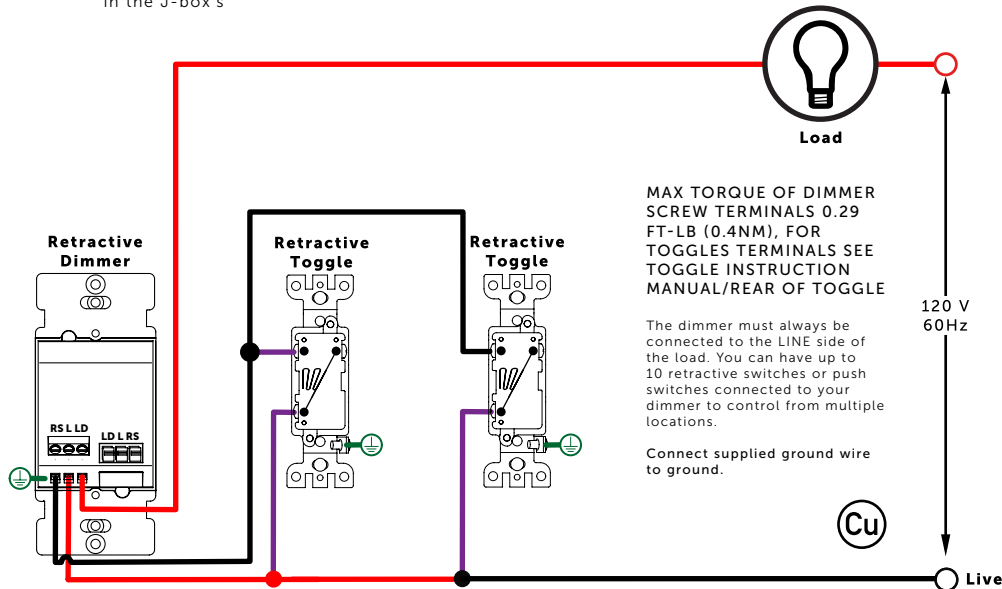 in the J-box's
Load
Retractive
Dimmer
Retractive
Toggle
Retractive
Toggle
MAX TORQUE OF DIMMER
SCREW TERMINALS 0.29
FT-LB (0.4NM), FOR
TOGGLES TERMINALS SEE
TOGGLE INSTRUCTION
MANUAL/REAR OF TOGGLE
120 V
60Hz
The dimmer must always be
connected to the LINE side of
the load. You can have up to
10 retractive switches or push
switches connected to your
dimmer to control from multiple
locations.
Connect supplied ground wire
to ground.
RS L LD
LD L RS
Cu
Live